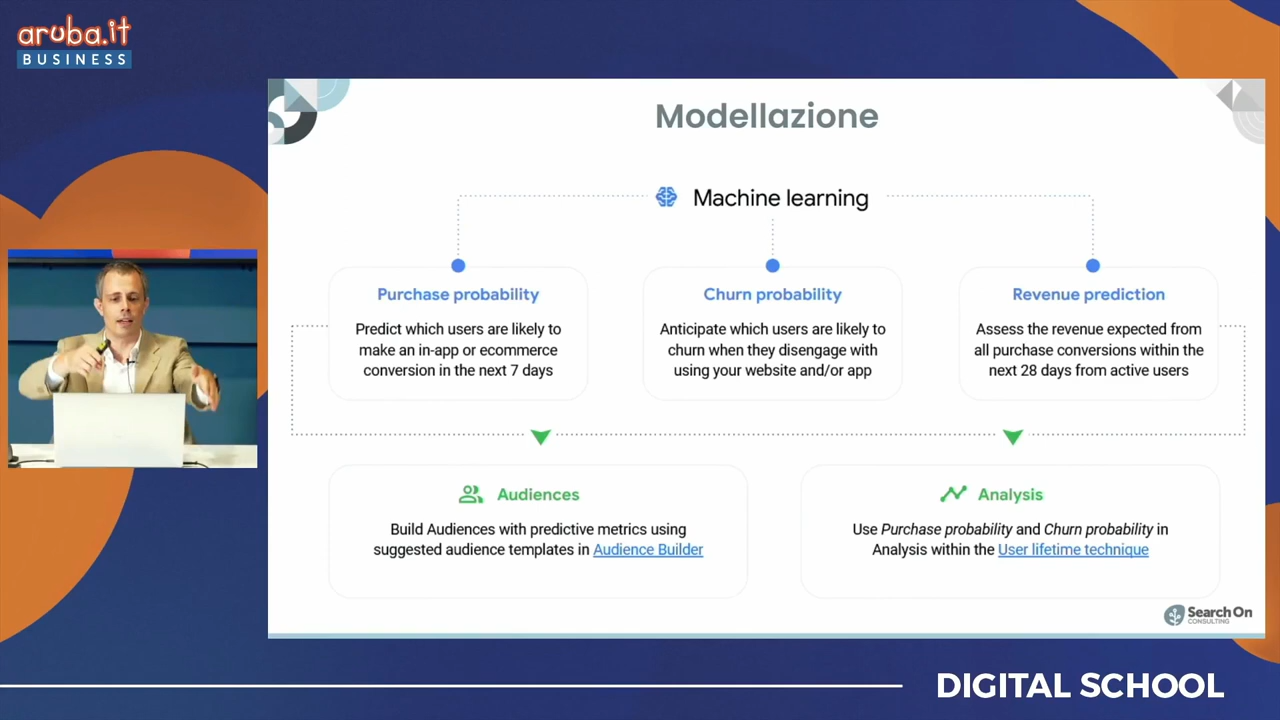 aruba.it
BUSINESS
Modellazione
Machine learning
Purchase probability
Predict which users are likely to
make an in-app or ecommerce
conversion in the next 7 days
Churn probability
Anticipate which users are likely to
churn when they disengage with
using your website and/or app
Revenue prediction
Assess the revenue expected from
all purchase conversions within the
next 28 days from active users
Audiences
Build Audiences with predictive metrics using
suggested audience templates in Audience Builder
Analysis
Use Purchase probability and Churn probability in
Analysis within the User lifetime technique
Search On
CONSULTING
DIGITAL SCHOOL